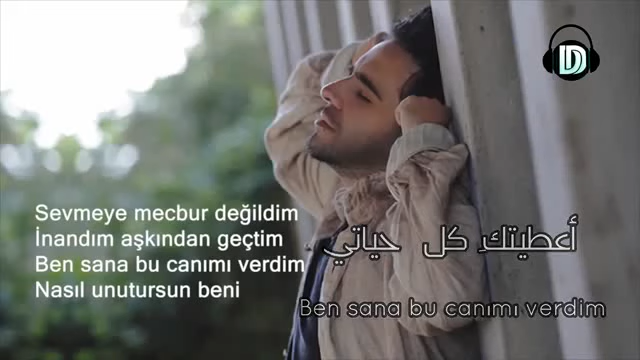 Sevmeye mecbur değildim
İnandım aşkından geçtim
Ben sana bu canımı verdim
Nasıl unutursun beni
أعطيتكِ كل حياتي
Ben sana bu canımı verdim